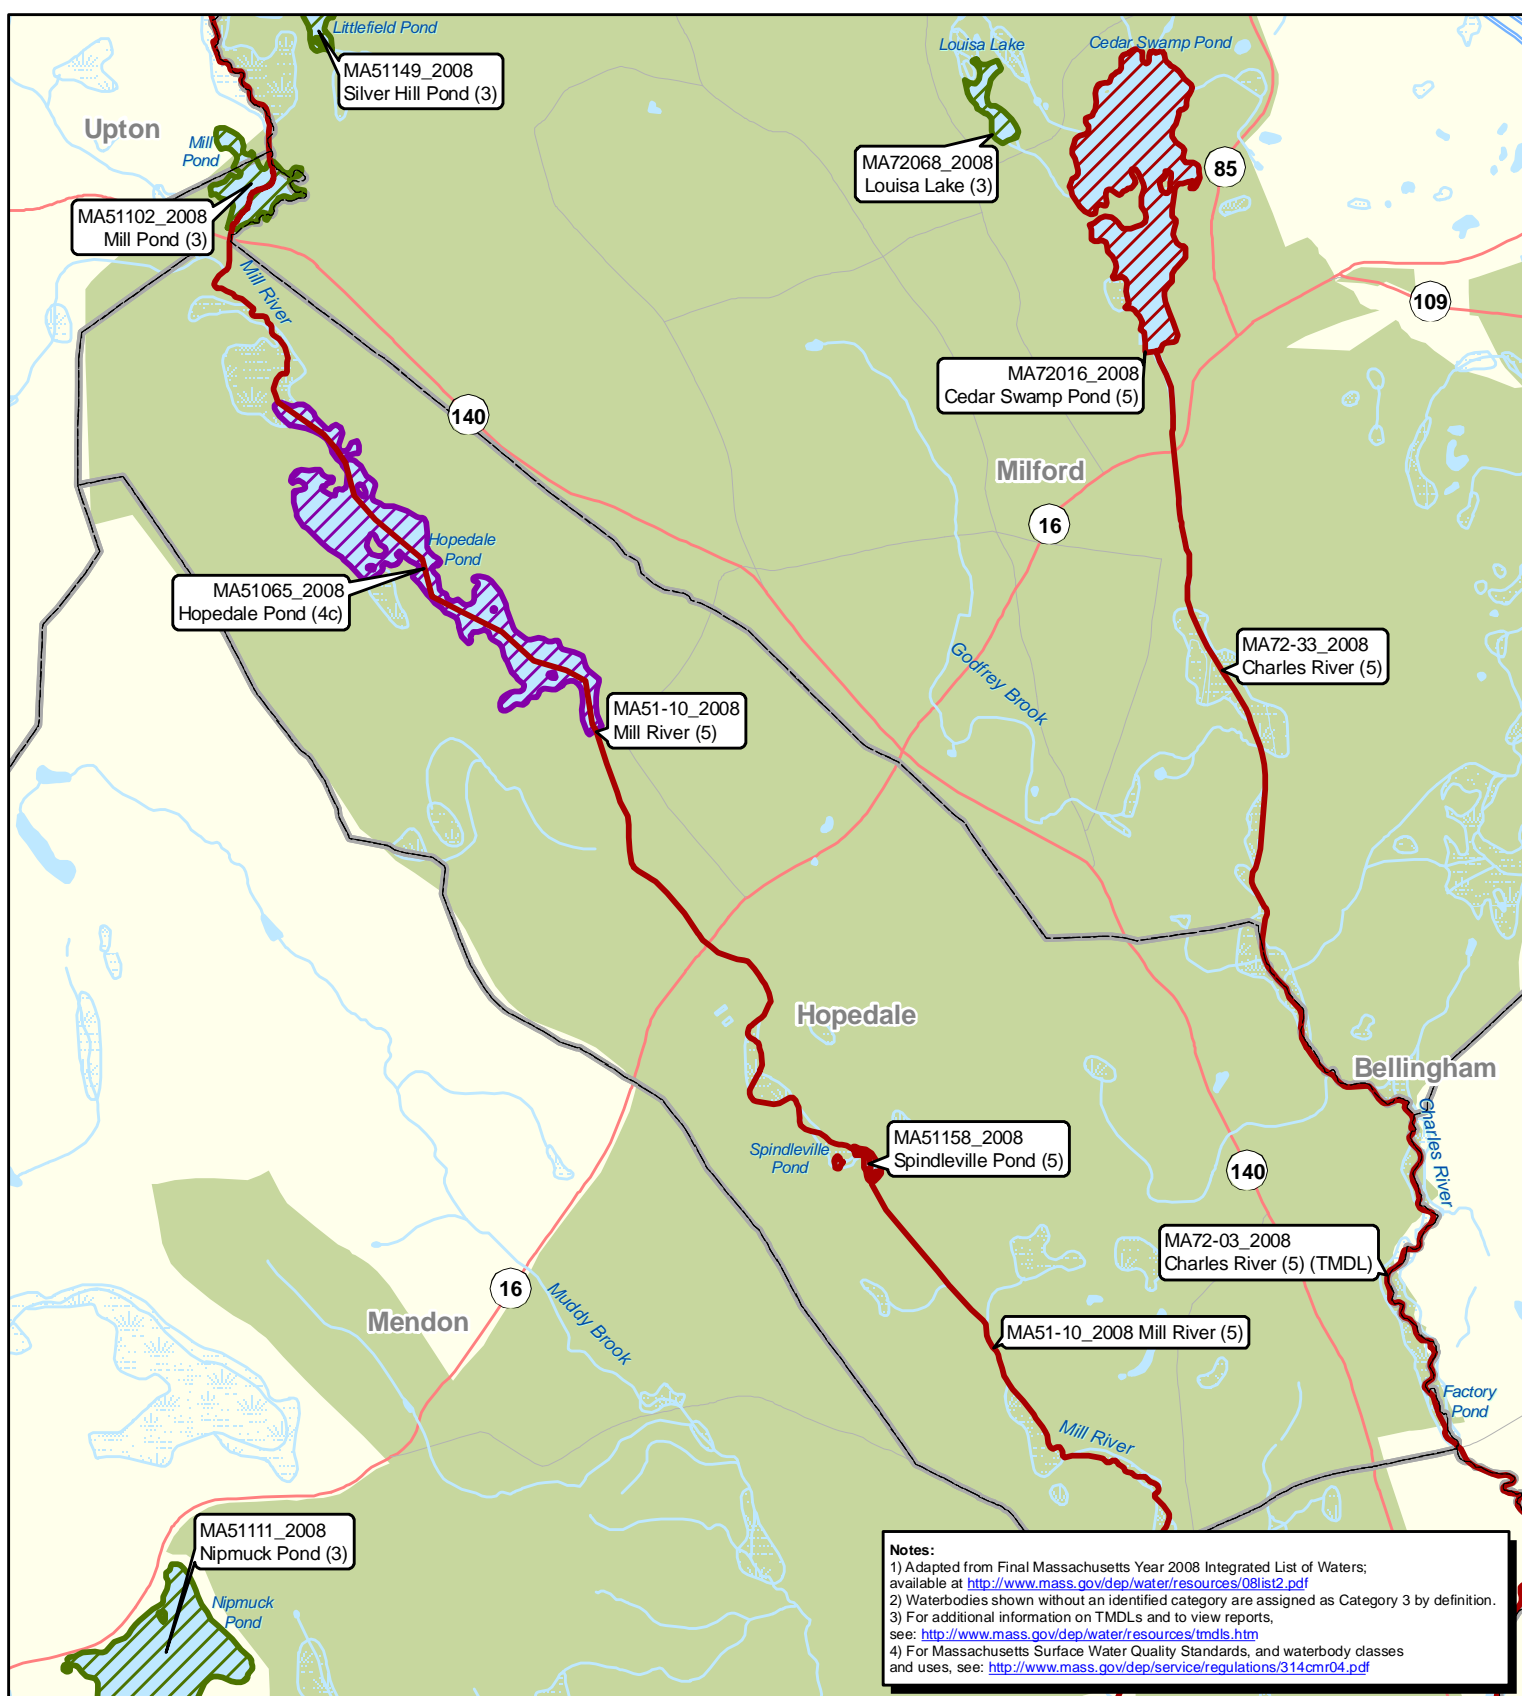 Littlefield Pond
MA51149_2008
Silver Hill Pond (3)
Louisa Lake
Cedar Swamp Pond
Upton
Mill
Pond
MA72068_2008
Louisa Lake (3)
85
MA51102_2008
Mill Pond (3)
Mill River
109
MA72016_2008
Cedar Swamp Pond (5)
140
Milford
16
Hopedale
Pond
MA51065_2008
Hopedale Pond (4c)
MA72-33_2008
Charles River (5)
Godfrey Brook
MA51-10_2008
Mill River (5)
Hopedale
Bellingham
Charles River
MA51158_2008
Spindleville Pond (5)
Spindleville
Pond
140
MA72-03_2008
Charles River (5) (TMDL)
16
Mendon
Muddy Brook
MA51-10_2008 Mill River (5)
Factory
Pond
Mill River
MA51111_2008
Nipmuck Pond (3)
Nipmuck
Pond
Notes:
1) Adapted from Final Massachusetts Year 2008 Integrated List of Waters;
available at http://www.mass.gov/dep/water/resources/08list2.pdf
2) Waterbodies shown without an identified category are assigned as Category 3 by definition.
3) For additional information on TMDLs and to view reports,
see: http://www.mass.gov/dep/water/resources/tmdls.htm
4) For Massachusetts Surface Water Quality Standards, and waterbody classes
and uses, see: http://www.mass.gov/dep/service/regulations/314cmr04.pdf